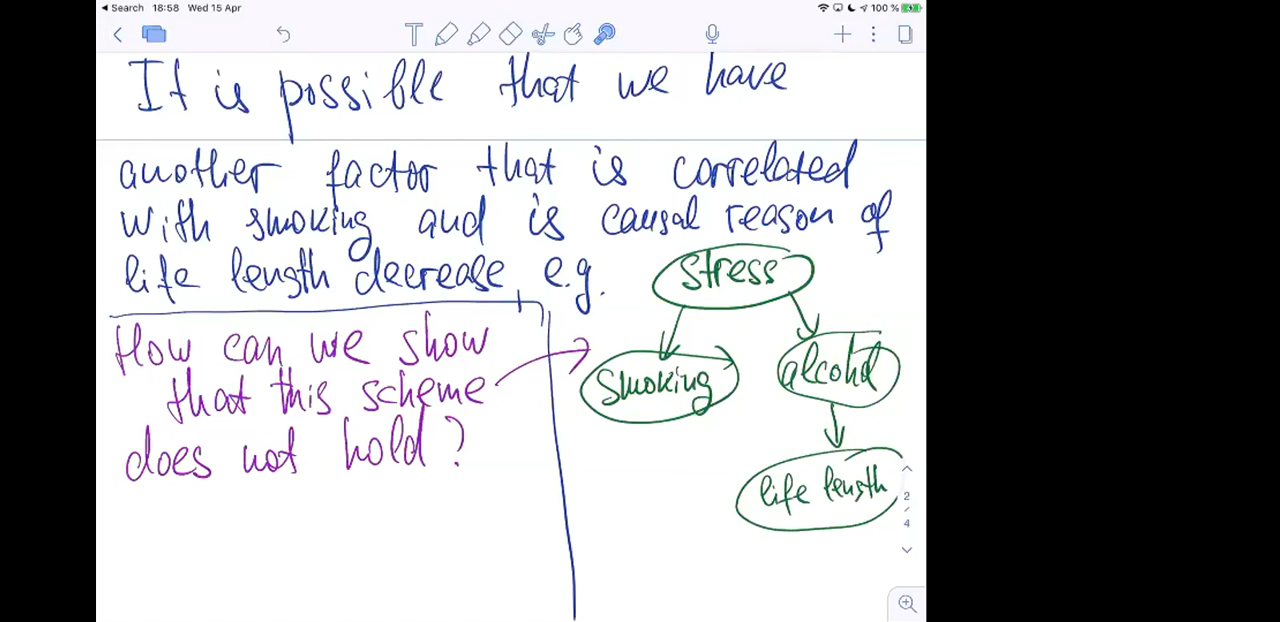 Search 18:58 Wed 15 Apr 100 %
T
It is possible that we have
another factor that is correlated
with smoking and is causal reason of
life length decrease, e.g.
stress
smoking
alcohol
life length
How can we show
that this scheme
does not hold?
2
/
4